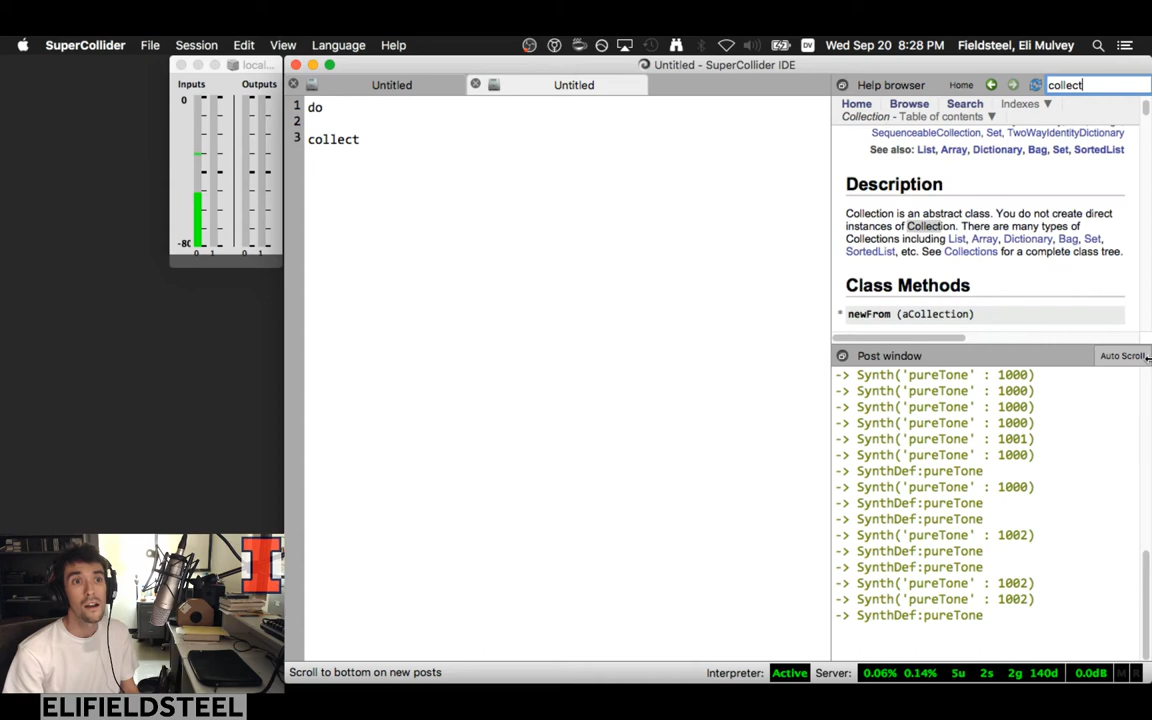 SuperCollider File Session Edit View Language Help
DV Wed Sep 20 8:28 PM Fieldsteel, Eli Mulvey
local...
Inputs Outputs
0
-80
0 1 0 1
Untitled - SuperCollider IDE
Untitled Untitled
1 do
2
3 collect
Help browser Home collect
Home Browse Search Indexes ▼
Collection - Table of contents ▼
SequenceableCollection, Set, TwoWayIdentityDictionary
See also: List, Array, Dictionary, Bag, Set, SortedList
Description
Collection is an abstract class. You do not create direct
instances of Collection. There are many types of
Collections including List, Array, Dictionary, Bag, Set,
SortedList, etc. See Collections for a complete class tree.
Class Methods
* newFrom (aCollection)
Post window Auto Scroll
-> Synth('pureTone' : 1000)
-> Synth('pureTone' : 1000)
-> Synth('pureTone' : 1000)
-> Synth('pureTone' : 1000)
-> Synth('pureTone' : 1001)
-> Synth('pureTone' : 1000)
-> SynthDef:pureTone
-> Synth('pureTone' : 1000)
-> SynthDef:pureTone
-> SynthDef:pureTone
-> Synth('pureTone' : 1002)
-> SynthDef:pureTone
-> SynthDef:pureTone
-> Synth('pureTone' : 1002)
-> Synth('pureTone' : 1002)
-> SynthDef:pureTone
Scroll to bottom on new posts
Interpreter: Active Server: 0.06% 0.14% 5u 2s 2g 140d 0.0dB M R
ELIFIELDSTEEL